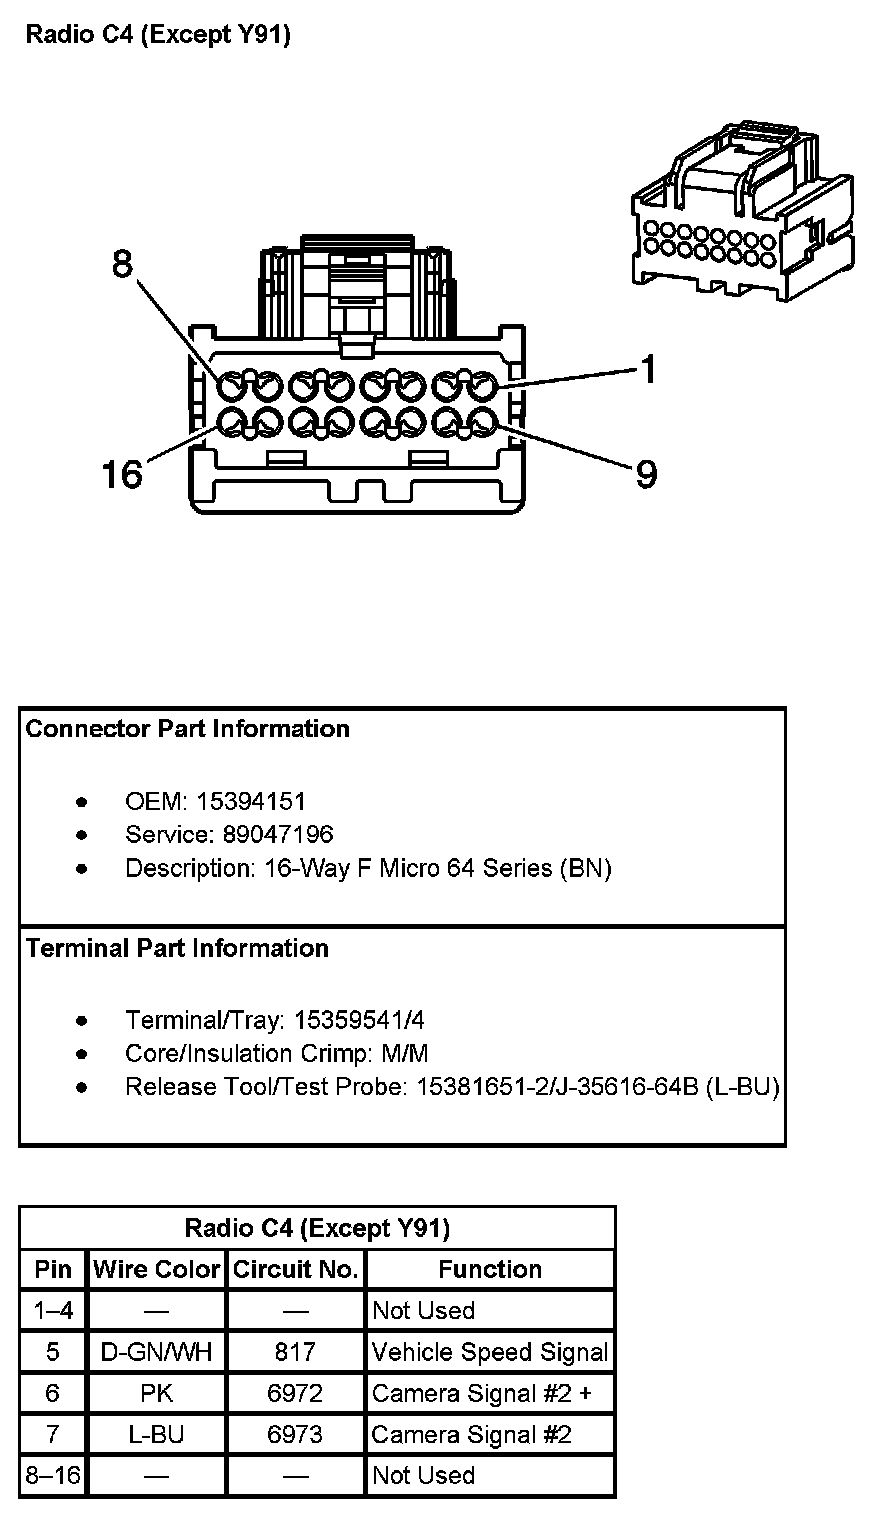 Radio C4 (Except Y91)
8
1
16
9
Connector Part Information
• OEM: 15394151
• Service: 89047196
• Description: 16-Way F Micro 64 Series (BN)
Terminal Part Information
• Terminal/Tray: 15359541/4
• Core/Insulation Crimp: M/M
• Release Tool/Test Probe: 15381651-2/J-35616-64B (L-BU)
Radio C4 (Except Y91)
Pin Wire Color Circuit No. Function
1–4 — — Not Used
5 D-GN/WH 817 Vehicle Speed Signal
6 PK 6972 Camera Signal #2 +
7 L-BU 6973 Camera Signal #2
8–16 — — Not Used